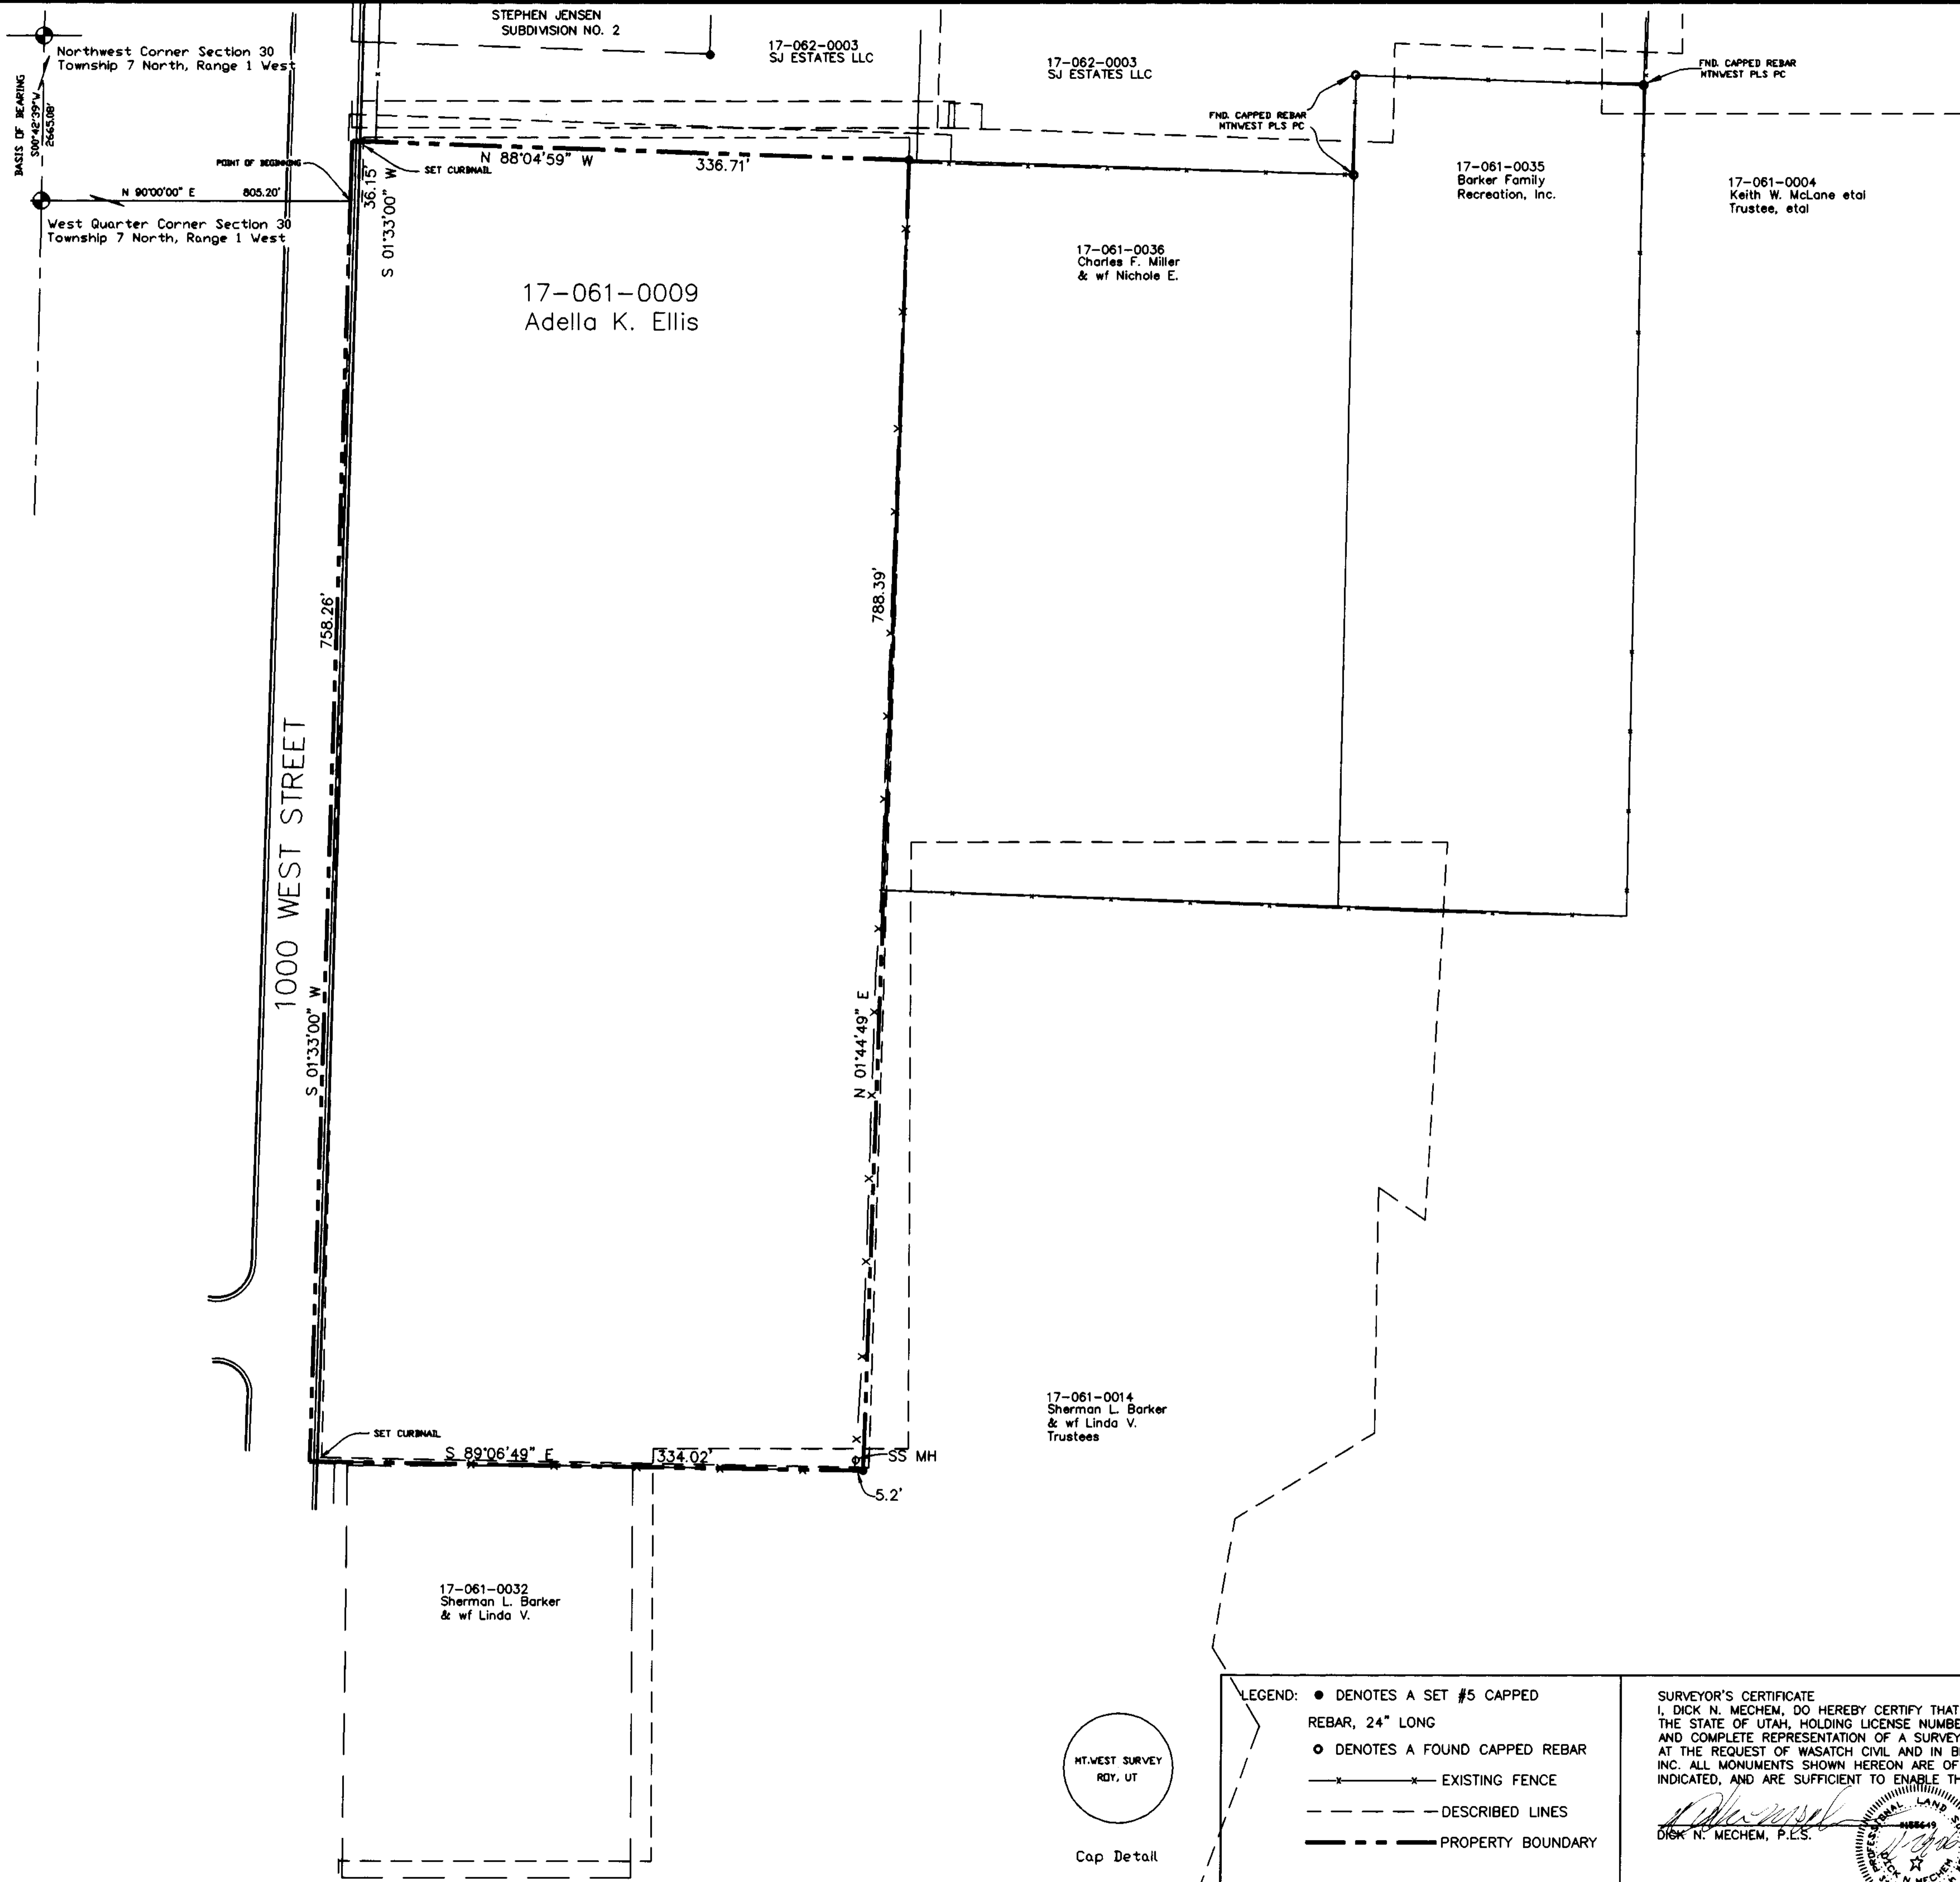 STEPHEN JENSEN
SUBDIVISION NO. 2
17-062-0003
SJ ESTATES LLC
17-062-0003
SJ ESTATES LLC
Northwest Corner Section 30
Township 7 North, Range 1 West
BASIS OF BEARING
S00°42'39"W
2665.08'
FND. CAPPED REBAR
MTNWEST PLS PC
FND. CAPPED REBAR
MTNWEST PLS PC
POINT OF BEGINNING
N 90°00'00" E 805.20'
West Quarter Corner Section 30
Township 7 North, Range 1 West
36.15'
S 01°33'00" W
SET CURBNAIL
N 88°04'59" W 336.71'
17-061-0035
Barker Family
Recreation, Inc.
17-061-0004
Keith W. McLane etal
Trustee, etal
17-061-0036
Charles F. Miller
& wf Nichole E.
17-061-0009
Adella K. Ellis
758.26'
788.39'
1000 WEST STREET
S 01°33'00" W
N 01°44'49" E
SET CURBNAIL
S 89°06'49" E 334.02'
SS MH
5.2'
17-061-0014
Sherman L. Barker
& wf Linda V.
Trustees
17-061-0032
Sherman L. Barker
& wf Linda V.
MT.WEST SURVEY
ROY, UT
Cap Detail
LEGEND: DENOTES A SET #5 CAPPED
REBAR, 24" LONG
DENOTES A FOUND CAPPED REBAR
EXISTING FENCE
DESCRIBED LINES
PROPERTY BOUNDARY
SURVEYOR'S CERTIFICATE
I, DICK N. MECHEM, DO HEREBY CERTIFY THAT
THE STATE OF UTAH, HOLDING LICENSE NUMBE
AND COMPLETE REPRESENTATION OF A SURVEY
AT THE REQUEST OF WASATCH CIVIL AND IN B
INC. ALL MONUMENTS SHOWN HEREON ARE OF
INDICATED, AND ARE SUFFICIENT TO ENABLE TH
DICK N. MECHEM, P.L.S.
PROFESSIONAL LAND SU
DICK N. MECHEM